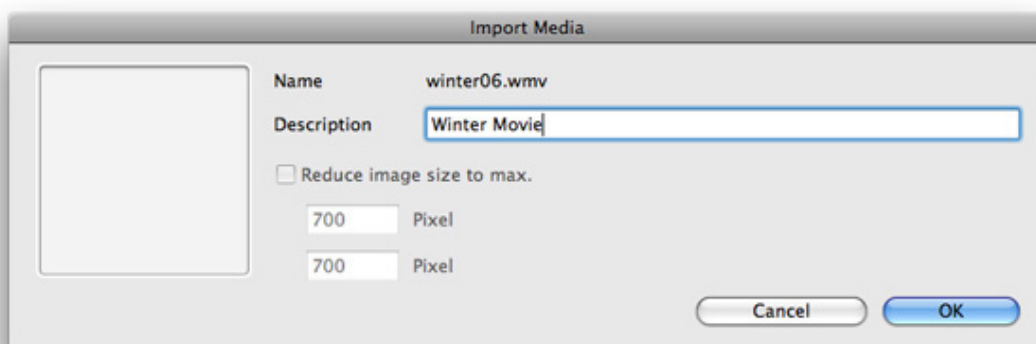 Import Media
Name winter06.wmv
Description Winter Movie
Reduce image size to max.
700 Pixel
700 Pixel
Cancel OK